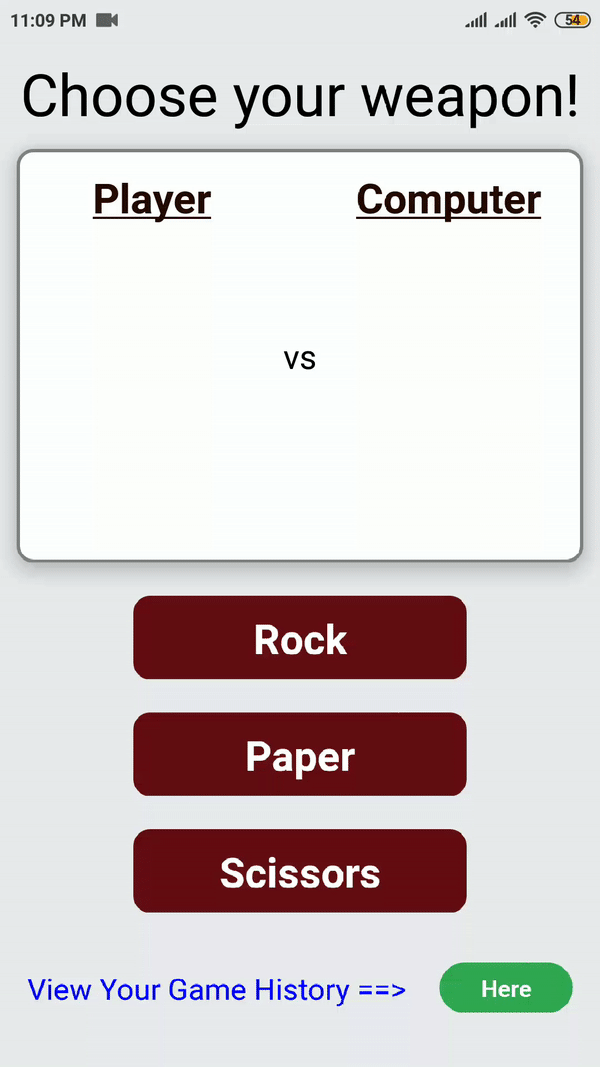 11:09 PM 54
Choose your weapon!
Player Computer
vs
Rock
Paper
Scissors
View Your Game History ==> Here